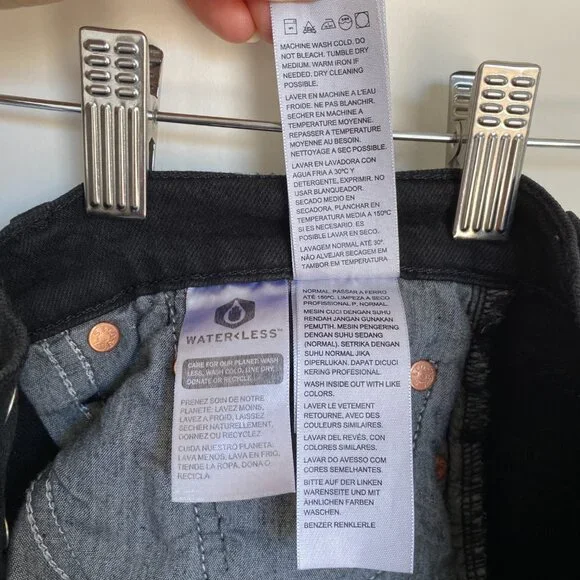 MACHINE WASH COLD. DO
NOT BLEACH. TUMBLE DRY
MEDIUM. WARM IRON IF
NEEDED. DRY CLEANING
POSSIBLE.
LAVER EN MACHINE A L'EAU
FROIDE. NE PAS BLANCHIR.
SECHER EN MACHINE A
TEMPERATURE MOYENNE.
REPASSER A TEMPERATURE
MOYENNE AU BESOIN.
NETTOYAGE A SEC POSSIBLE.
LAVAR EN LAVADORA CON
AGUA FRIA A 30ºC Y
DETERGENTE, EXPRIMIR. NO
USAR BLANQUEADOR.
SECADO MEDIO EN
SECADORA. PLANCHAR EN
TEMPERATURA MEDIA A 150ºC
SI ES NECESARIO. ES
POSIBLE LAVAR EN SECO.
LAVAGEM NORMAL ATÉ 30º.
NÃO ALVEJAR SECAGEM EM
TAMBOR EM TEMPERATURA
NORMAL. PASSAR A FERRO
ATÉ 150ºC. LIMPEZA A SECO
PROFISSIONAL P, NORMAL.
MESIN CUCI DENGAN SUHU
RENDAH JANGAN GUNAKAN
PEMUTIH. MESIN PENGERING
DENGAN SUHU SEDANG
(NORMAL). SETRIKA DENGAN
SUHU NORMAL JIKA
DIPERLUKAN. DAPAT DICUCI
KERING PROFESIONAL
WASH INSIDE OUT WITH LIKE
COLORS.
LAVER LE VETEMENT
RETOURNE, AVEC DES
COULEURS SIMILAIRES.
LAVAR DEL REVÉS, CON
COLORES SIMILARES.
LAVAR DO AVESSO COM
CORES SEMELHANTES.
BITTE AUF DER LINKEN
WARENSEITE UND MIT
ÄHNLICHEN FARBEN
WASCHEN.
BENZER RENKLERLE
WATER<LESS™
CARE FOR OUR PLANET: WASH
LESS, WASH COLD, LINE DRY,
DONATE OR RECYCLE.
PRENEZ SOIN DE NOTRE
PLANÈTE: LAVEZ MOINS,
LAVEZ A FROID, LAISSEZ
SECHER NATURELLEMENT,
DONNEZ OU RECYCLEZ.
CUIDA NUESTRO PLANETA:
LAVA MENOS, LAVA EN FRIO,
TIENDE LA ROPA, DONA O
RECICLA.